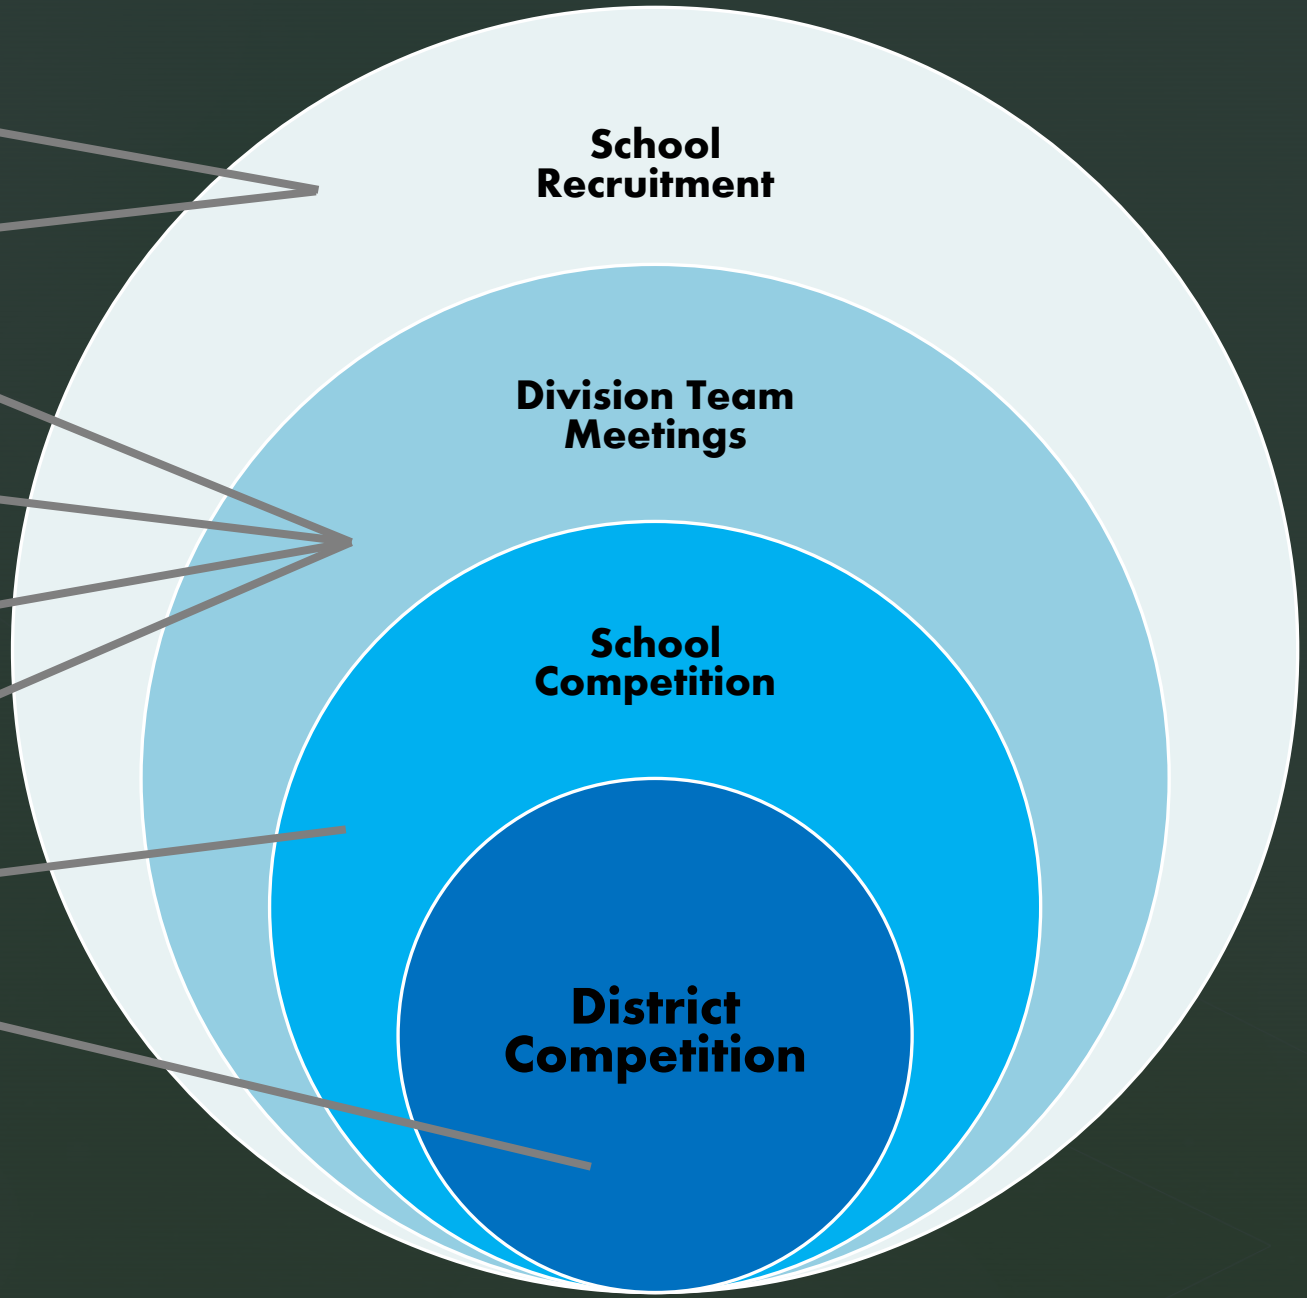 School
Recruitment
Division Team
Meetings
School
Competition
District
Competition